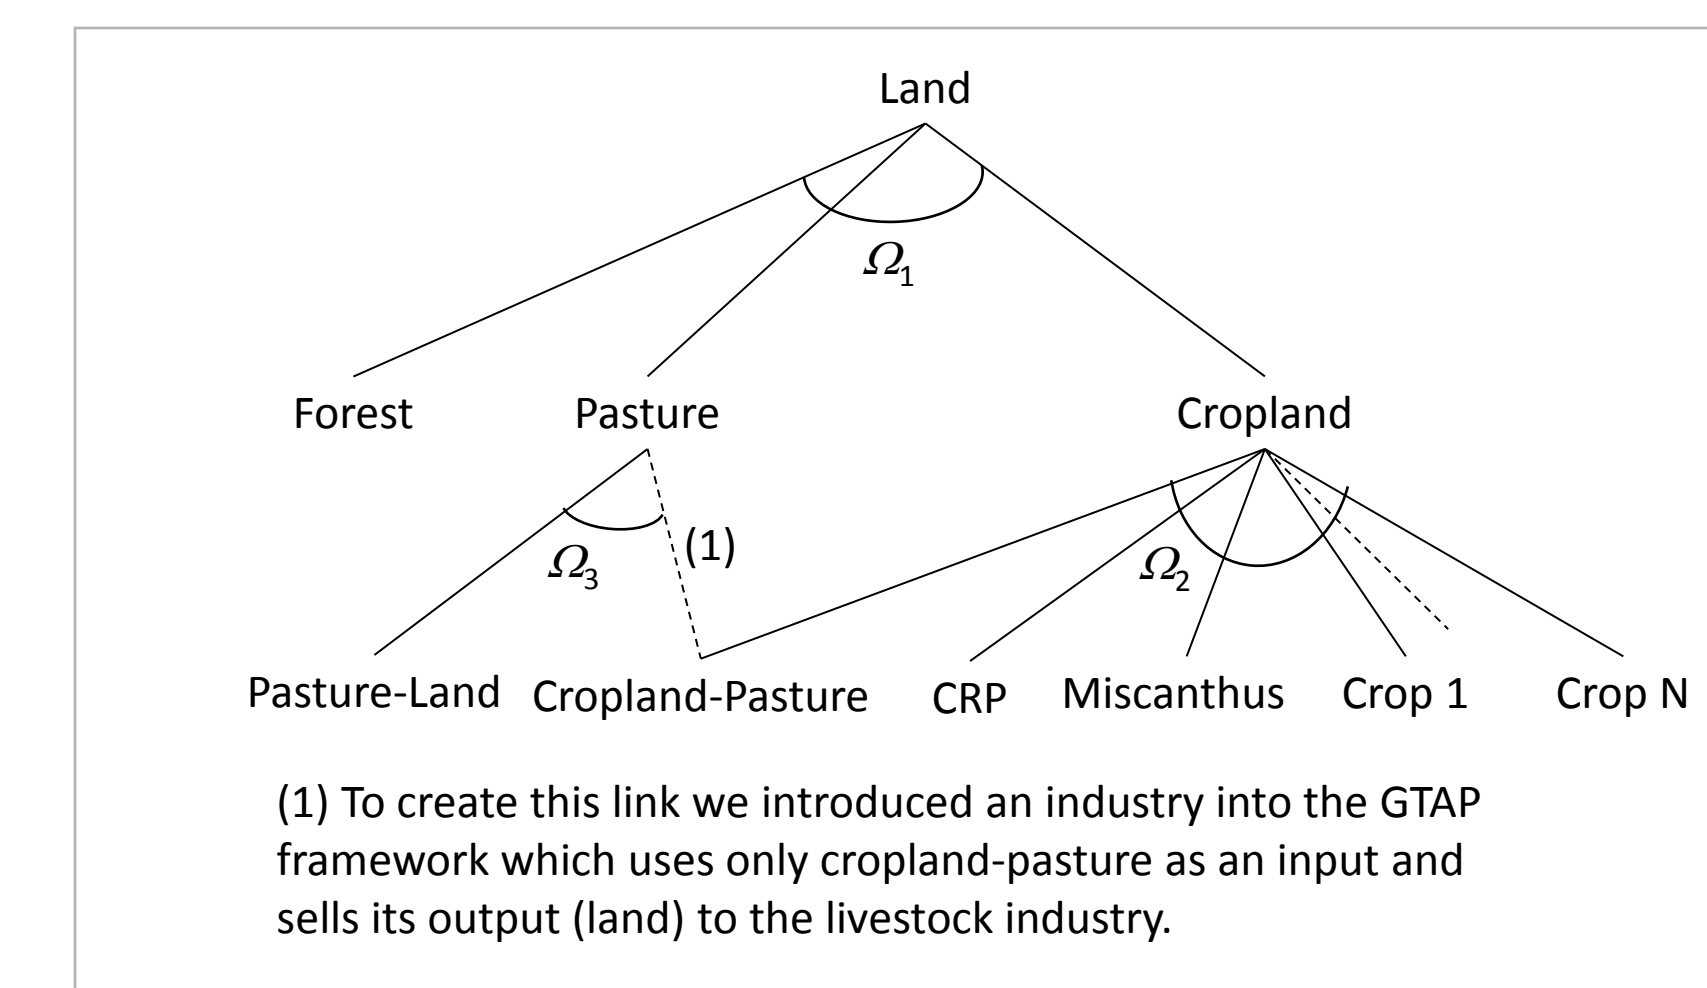 Land
Ω1
Forest Pasture Cropland
(1)
Ω3 Ω2
Pasture-Land Cropland-Pasture CRP Miscanthus Crop 1 Crop N
(1) To create this link we introduced an industry into the GTAP
framework which uses only cropland-pasture as an input and
sells its output (land) to the livestock industry.